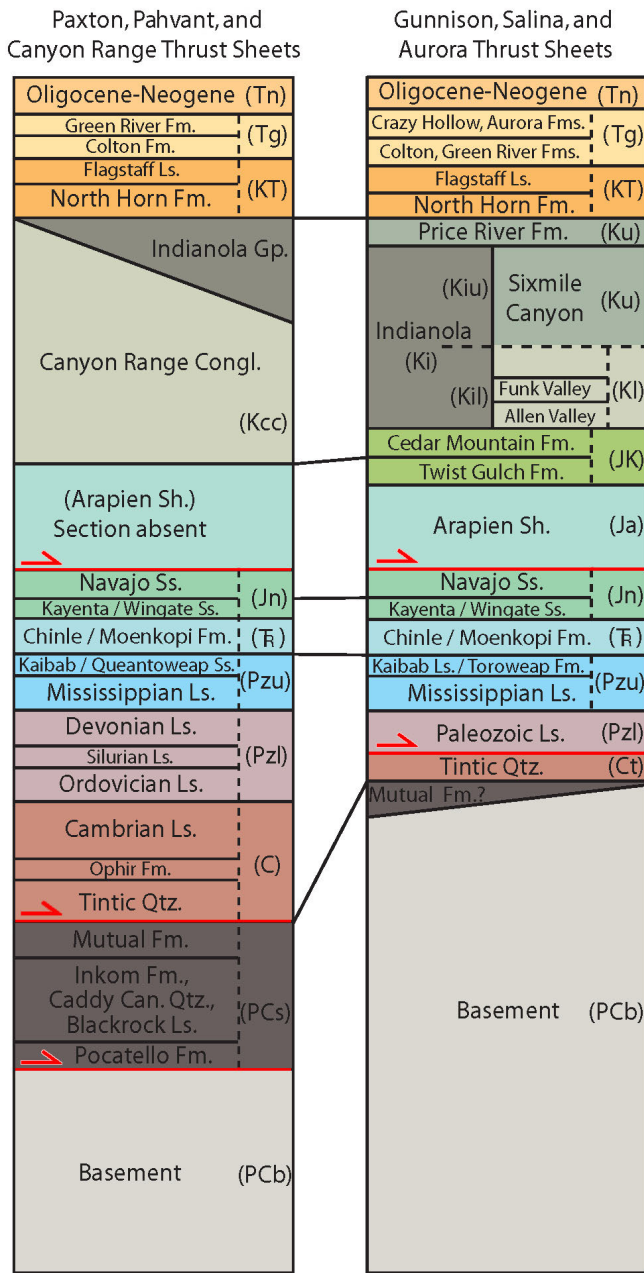 Paxton, Pahvant, and
Canyon Range Thrust Sheets
Oligocene-Neogene (Tn)
Green River Fm.
Colton Fm.
(Tg)
Flagstaff Ls.
North Horn Fm.
(KT)
Indianola Gp.
Canyon Range Congl.
(Kcc)
(Arapien Sh.)
Section absent
Navajo Ss.
Kayenta / Wingate Ss.
(Jn)
Chinle / Moenkopi Fm.
(TR)
Kaibab / Queantoweap Ss.
Mississippian Ls.
(Pzu)
Devonian Ls.
Silurian Ls.
Ordovician Ls.
(Pzl)
Cambrian Ls.
Ophir Fm.
Tintic Qtz.
(C)
Mutual Fm.
Inkom Fm.,
Caddy Can. Qtz.,
Blackrock Ls.
Pocatello Fm.
(PCs)
Basement (PCb)
Gunnison, Salina, and
Aurora Thrust Sheets
Oligocene-Neogene (Tn)
Crazy Hollow, Aurora Fms.
Colton, Green River Fms.
(Tg)
Flagstaff Ls.
North Horn Fm.
(KT)
Price River Fm. (Ku)
(Kiu)
Indianola
(Ki)
(Kil)
Sixmile
Canyon
(Ku)
Funk Valley
Allen Valley
(Kl)
Cedar Mountain Fm.
Twist Gulch Fm.
(JK)
Arapien Sh. (Ja)
Navajo Ss.
Kayenta / Wingate Ss.
(Jn)
Chinle / Moenkopi Fm.
(TR)
Kaibab Ls. / Toroweap Fm.
Mississippian Ls.
(Pzu)
Paleozoic Ls. (Pzl)
Tintic Qtz. (Ct)
Mutual Fm.?
Basement (PCb)